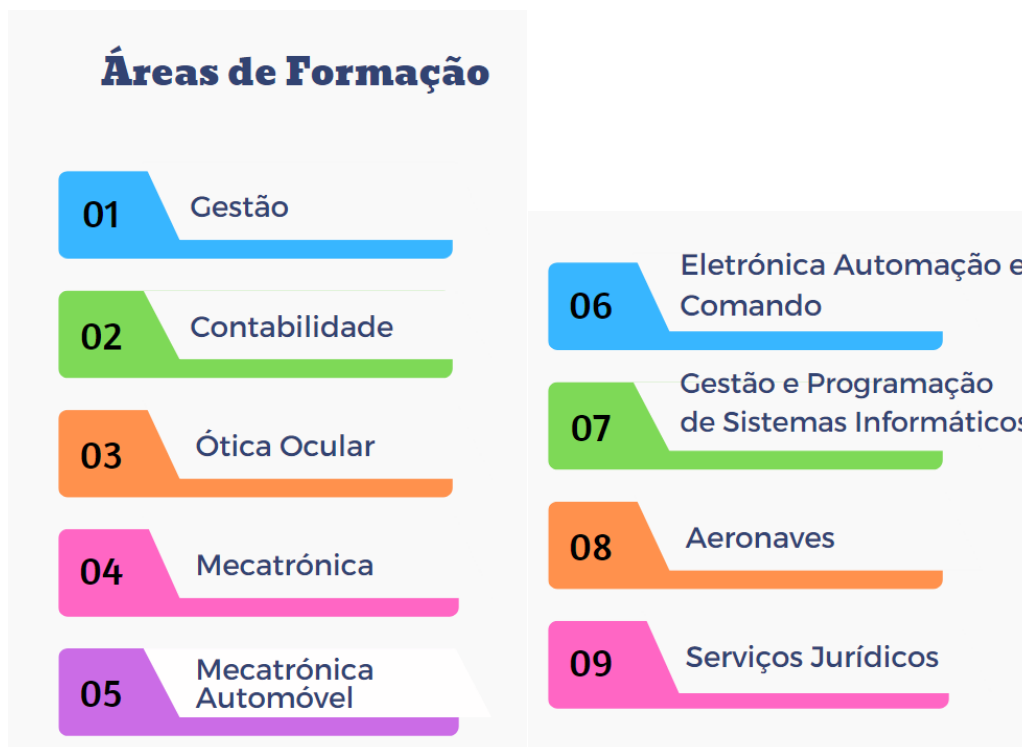 Áreas de Formação
01
Gestão
02
Contabilidade
03
Ótica Ocular
04
Mecatrónica
05
Mecatrónica
Automóvel
06
Eletrónica Automação e
Comando
07
Gestão e Programação
de Sistemas Informáticos
08
Aeronaves
09
Serviços Jurídicos